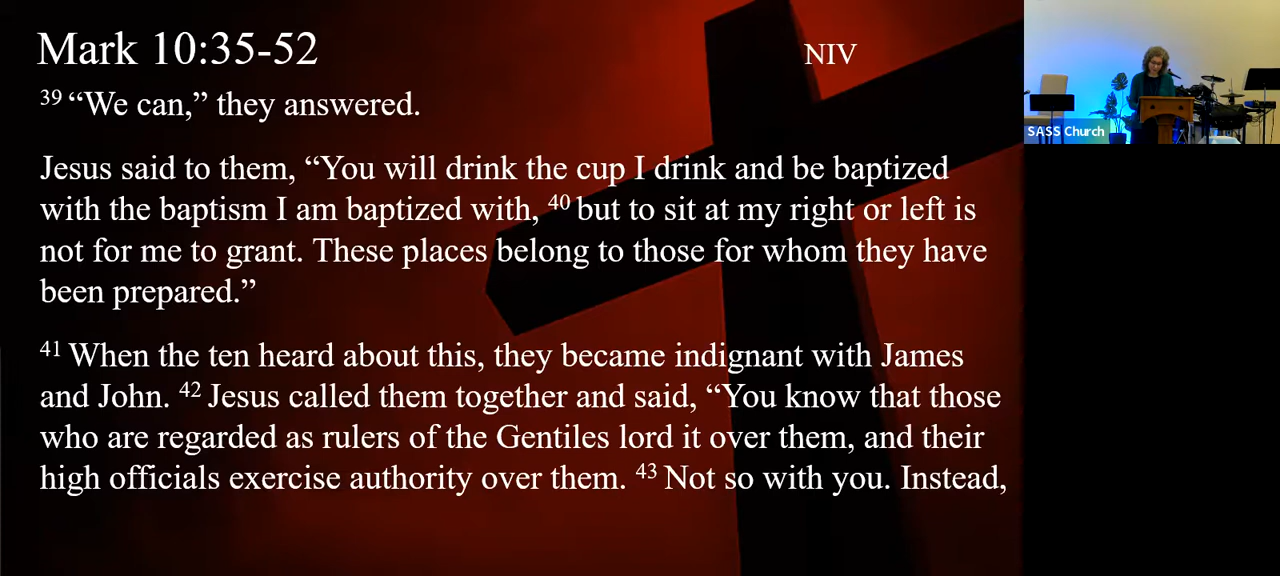 Mark 10:35-52 NIV
39 “We can,” they answered.
Jesus said to them, “You will drink the cup I drink and be baptized
with the baptism I am baptized with, 40 but to sit at my right or left is
not for me to grant. These places belong to those for whom they have
been prepared.”
41 When the ten heard about this, they became indignant with James
and John. 42 Jesus called them together and said, “You know that those
who are regarded as rulers of the Gentiles lord it over them, and their
high officials exercise authority over them. 43 Not so with you. Instead,
SASS Church